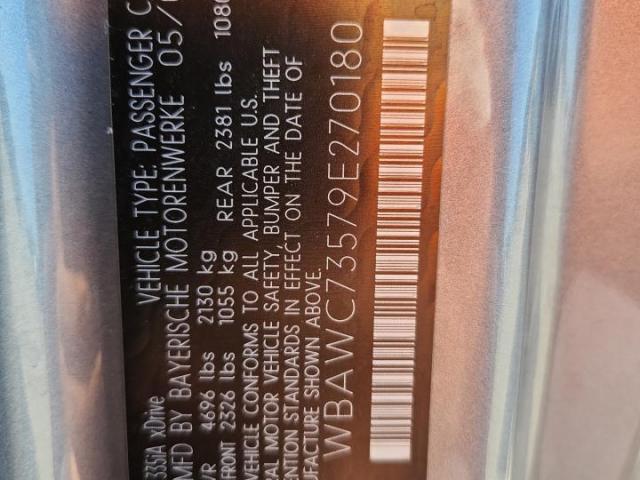 335iA xDrive VEHICLE TYPE: PASSENGER C
MFD BY BAYERISCHE MOTORENWERKE 05/
VR 4696 lbs 2130 kg
FRONT 2326 lbs 1055 kg REAR 2381 lbs 1080
VEHICLE CONFORMS TO ALL APPLICABLE U.S.
RAL MOTOR VEHICLE SAFETY, BUMPER AND THEFT
ENTION STANDARDS IN EFFECT ON THE DATE OF
UFACTURE SHOWN ABOVE.
WBAWC73579E270180